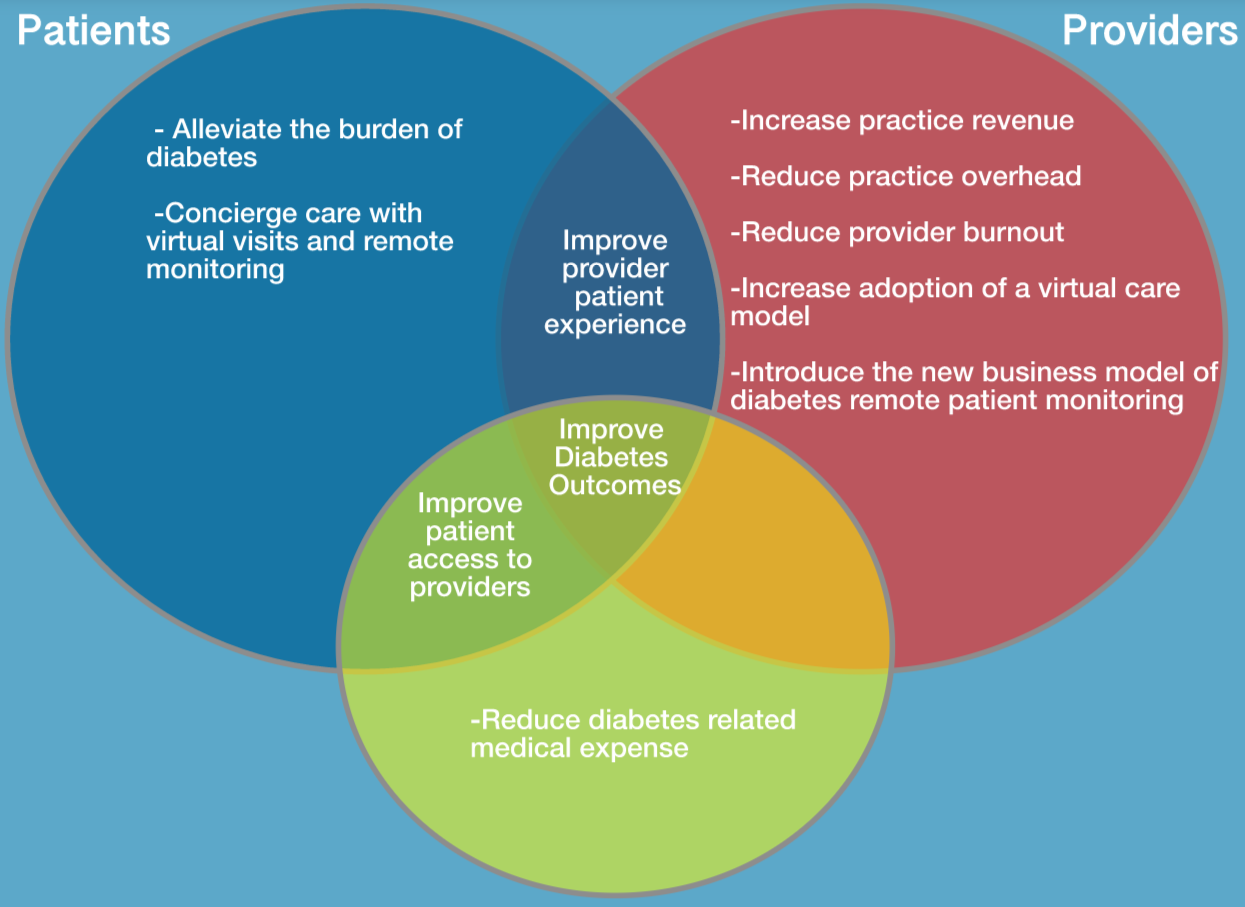 Patients
Providers
- Alleviate the burden of
diabetes
-Concierge care with
virtual visits and remote
monitoring
Improve
provider
patient
experience
-Increase practice revenue
-Reduce practice overhead
-Reduce provider burnout
-Increase adoption of a virtual care
model
-Introduce the new business model of
diabetes remote patient monitoring
Improve
Diabetes
Outcomes
Improve
patient
access to
providers
-Reduce diabetes related
medical expense